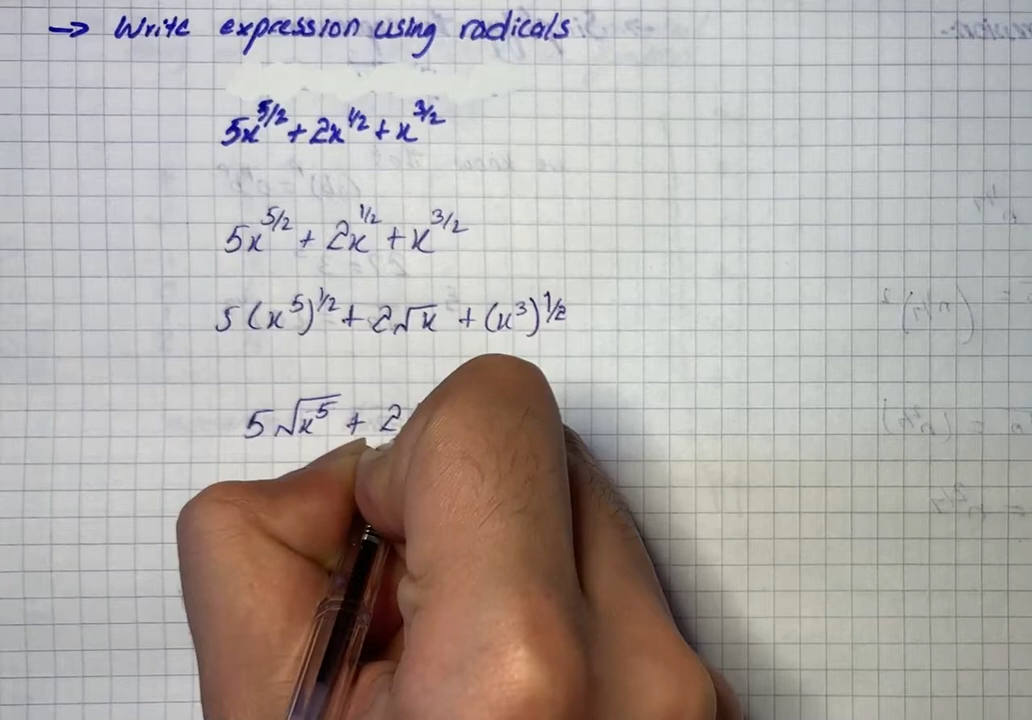 → Write expression using radicals
5x^5/2 + 2x^1/2 + x^3/2
5x^5/2 + 2x^1/2 + x^3/2
5(x^5)^1/2 + 2√x + (x^3)^1/2
5√x^5 + 2